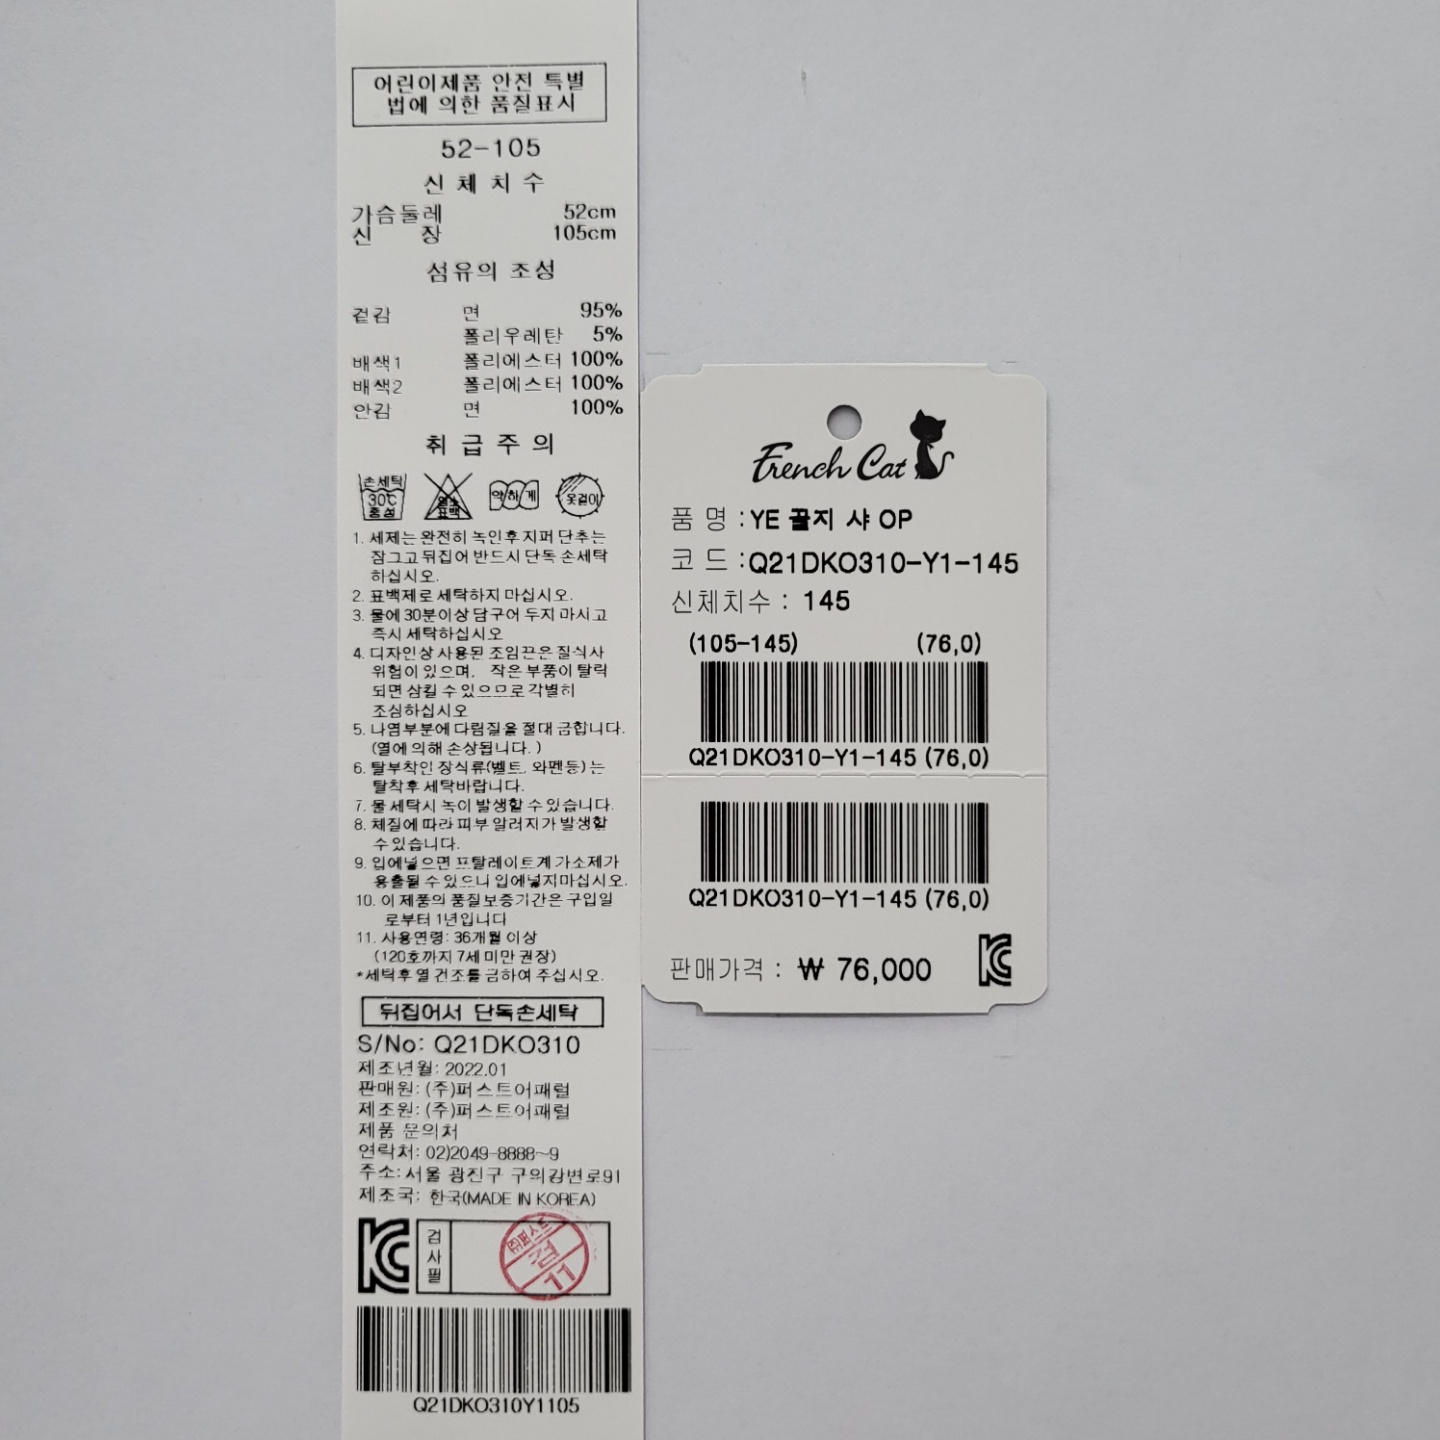 어린이제품 안전 특별
법에 의한 품질표시
52-105
신 체 치 수
가슴둘레 52cm
신 장 105cm
섬유의 조성
겉감 면 95%
폴리우레탄 5%
배색1 폴리에스터 100%
배색2 폴리에스터 100%
안감 면 100%
취 급 주 의
손세탁
30℃
중성
염소
표백
약하게
옷걸이
1. 세제는 완전히 녹인후 지퍼 단추는
잠그고 뒤집어 반드시 단독 손세탁
하십시오.
2. 표백제로 세탁하지 마십시오.
3. 물에 30분이상 담구어 두지 마시고
즉시 세탁하십시오
4. 디자인상 사용된 조임끈은 질식사
위험이 있으며, 작은 부품이 탈락
되면 삼킬 수 있으므로 각별히
조심하십시오
5. 나염부분에 다림질을 절대 금합니다.
(열에 의해 손상됩니다.)
6. 탈부착인 장식류(벨트, 와펜등)는
탈착후 세탁바랍니다.
7. 물 세탁시 녹이 발생할 수 있습니다.
8. 체질에 따라 피부 알러지가 발생할
수 있습니다.
9. 입에넣으면 프탈레이트계 가소제가
용출될 수 있으니 입에넣지마십시오.
10. 이 제품의 품질보증기간은 구입일
로부터 1년입니다
11. 사용연령: 36개월 이상
(120호까지 7세 미만 권장)
*세탁후 열 건조를 금하여 주십시오.
뒤집어서 단독손세탁
S/No: Q21DKO310
제조년월: 2022.01
판매원: (주)퍼스트어패럴
제조원: (주)퍼스트어패럴
제품 문의처
연락처: 02)2049-8888~9
주소: 서울 광진구 구의강변로91
제조국: 한국(MADE IN KOREA)
검
사
필
㈜퍼스트
검
11
Q21DKO310Y1105
French Cat
품 명 : YE 꿀지 샤 OP
코 드 : Q21DKO310-Y1-145
신체치수 : 145
(105-145) (76,0)
Q21DKO310-Y1-145 (76,0)
Q21DKO310-Y1-145 (76,0)
판매가격 : ₩ 76,000